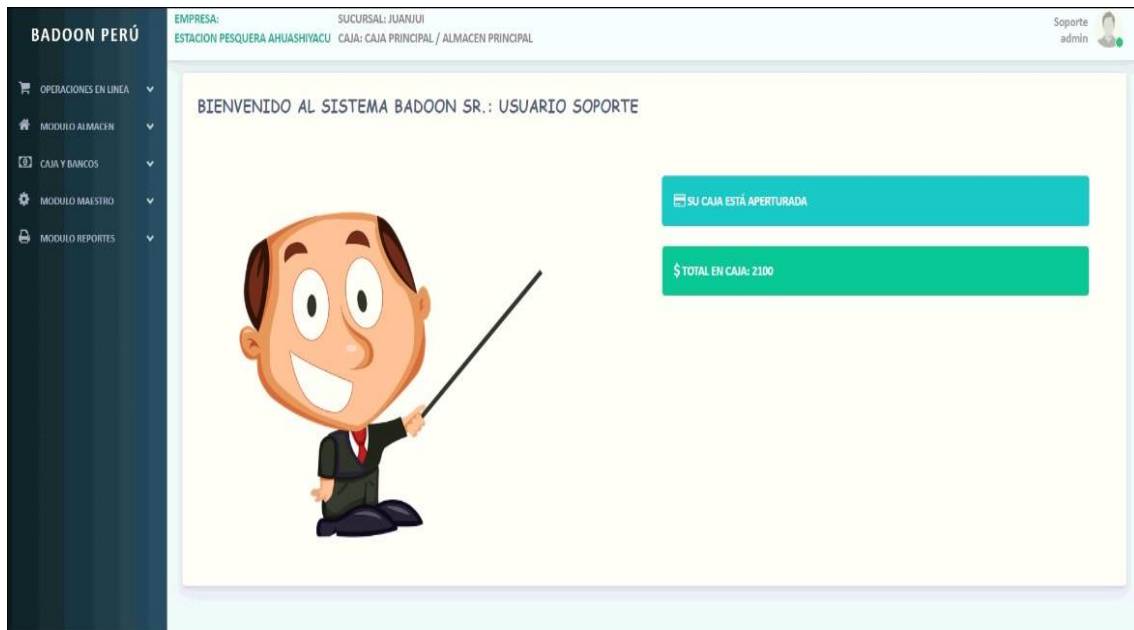 BADOON PERÚ
EMPRESA:
ESTACION PESQUERA AHUASHIYACU
SUCURSAL: JUANJUI
CAJA: CAJA PRINCIPAL / ALMACEN PRINCIPAL
Soporte
admin
OPERACIONES EN LINEA
MODULO ALMACEN
CAJA Y BANCOS
MODULO MAESTRO
MODULO REPORTES
BIENVENIDO AL SISTEMA BADOON SR.: USUARIO SOPORTE
SU CAJA ESTÁ APERTURADA
$ TOTAL EN CAJA: 2100